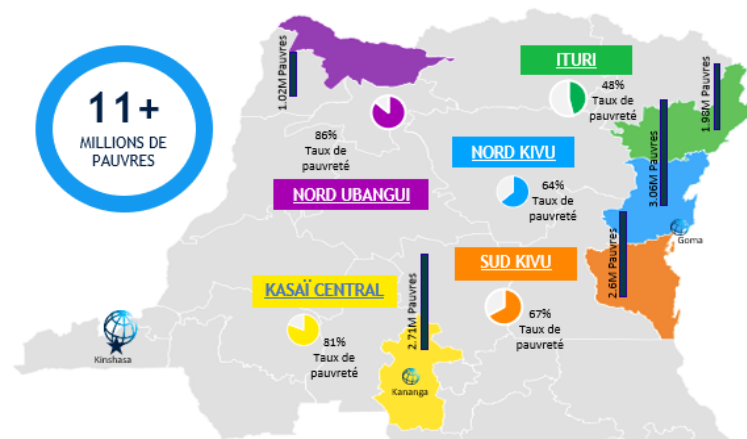 11+
MILLIONS DE
PAUVRES
1.02M Pauvres
86%
Taux de
pauvreté
NORD UBANGUI
ITURI
48%
Taux de
pauvreté
1.98M Pauvres
NORD KIVU
64%
Taux de
pauvreté
3.06M Pauvres
Goma
SUD KIVU
67%
Taux de
pauvreté
2.6M Pauvres
KASAÏ CENTRAL
81%
Taux de
pauvreté
2.71M Pauvres
Kananga
Kinshasa